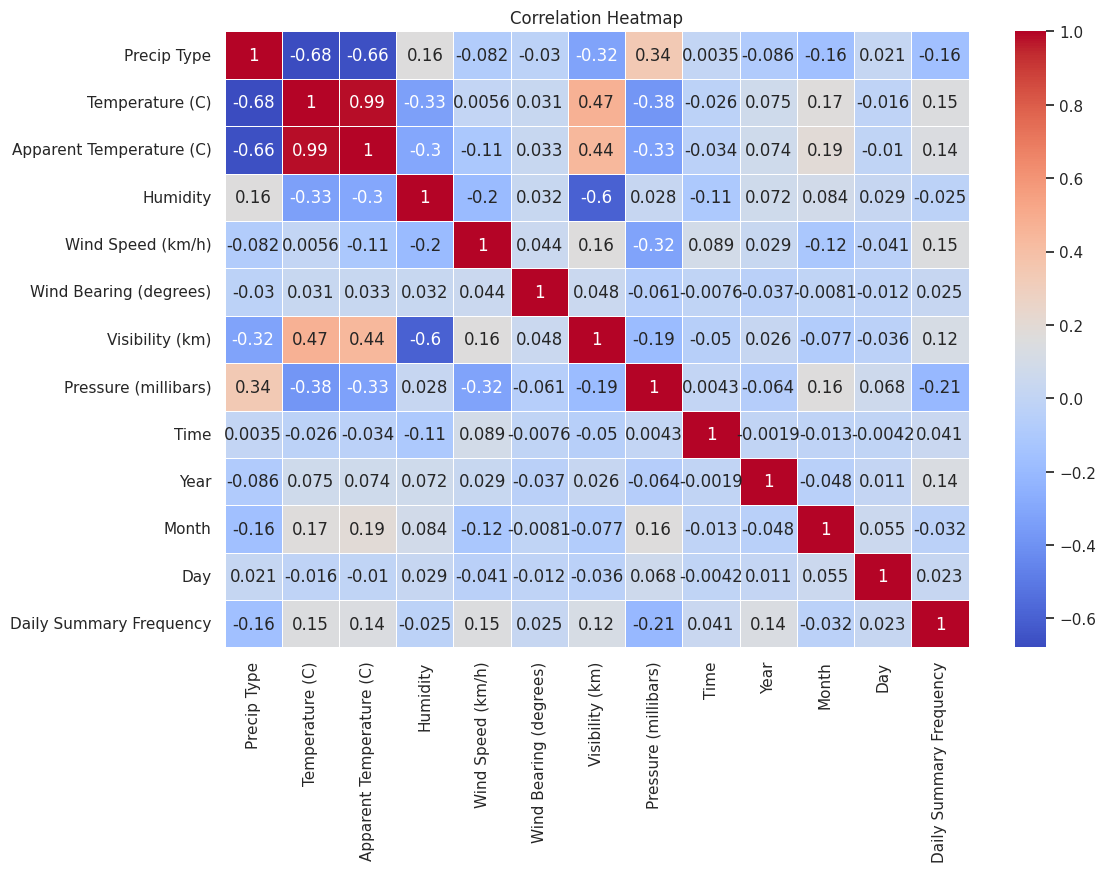 Correlation Heatmap
Precip Type 1 -0.68 -0.66 0.16 -0.082 -0.03 -0.32 0.34 0.0035 -0.086 -0.16 0.021 -0.16
Temperature (C) -0.68 1 0.99 -0.33 0.0056 0.031 0.47 -0.38 -0.026 0.075 0.17 -0.016 0.15
Apparent Temperature (C) -0.66 0.99 1 -0.3 -0.11 0.033 0.44 -0.33 -0.034 0.074 0.19 -0.01 0.14
Humidity 0.16 -0.33 -0.3 1 -0.2 0.032 -0.6 0.028 -0.11 0.072 0.084 0.029 -0.025
Wind Speed (km/h) -0.082 0.0056 -0.11 -0.2 1 0.044 0.16 -0.32 0.089 0.029 -0.12 -0.041 0.15
Wind Bearing (degrees) -0.03 0.031 0.033 0.032 0.044 1 0.048 -0.061 -0.0076 -0.037 -0.0081 -0.012 0.025
Visibility (km) -0.32 0.47 0.44 -0.6 0.16 0.048 1 -0.19 -0.05 0.026 -0.077 -0.036 0.12
Pressure (millibars) 0.34 -0.38 -0.33 0.028 -0.32 -0.061 -0.19 1 0.0043 -0.064 0.16 0.068 -0.21
Time 0.0035 -0.026 -0.034 -0.11 0.089 -0.0076 -0.05 0.0043 1 -0.0019 -0.013 -0.0042 0.041
Year -0.086 0.075 0.074 0.072 0.029 -0.037 0.026 -0.064 -0.0019 1 -0.048 0.011 0.14
Month -0.16 0.17 0.19 0.084 -0.12 -0.0081 -0.077 0.16 -0.013 -0.048 1 0.055 -0.032
Day 0.021 -0.016 -0.01 0.029 -0.041 -0.012 -0.036 0.068 -0.0042 0.011 0.055 1 0.023
Daily Summary Frequency -0.16 0.15 0.14 -0.025 0.15 0.025 0.12 -0.21 0.041 0.14 -0.032 0.023 1
Precip Type
Temperature (C)
Apparent Temperature (C)
Humidity
Wind Speed (km/h)
Wind Bearing (degrees)
Visibility (km)
Pressure (millibars)
Time
Year
Month
Day
Daily Summary Frequency
1.0
0.8
0.6
0.4
0.2
0.0
−0.2
−0.4
−0.6